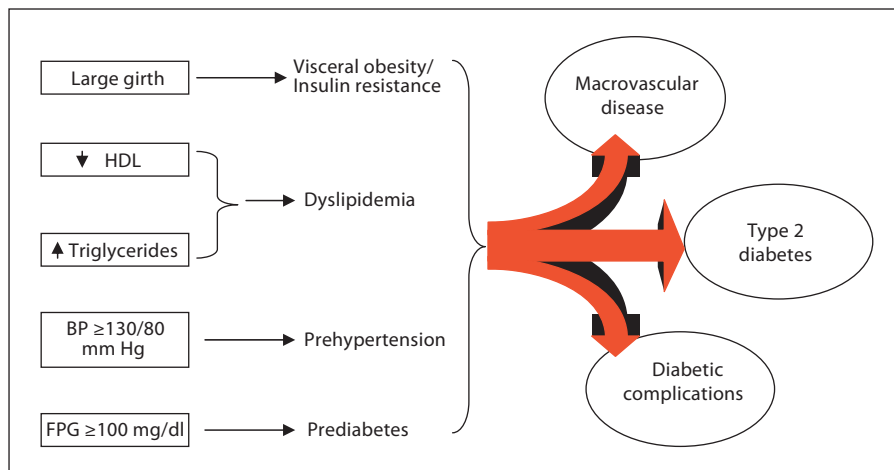 Large girth
Visceral obesity/
Insulin resistance
HDL
Triglycerides
Dyslipidemia
BP ≥130/80
mm Hg
Prehypertension
FPG ≥100 mg/dl
Prediabetes
Macrovascular
disease
Type 2
diabetes
Diabetic
complications